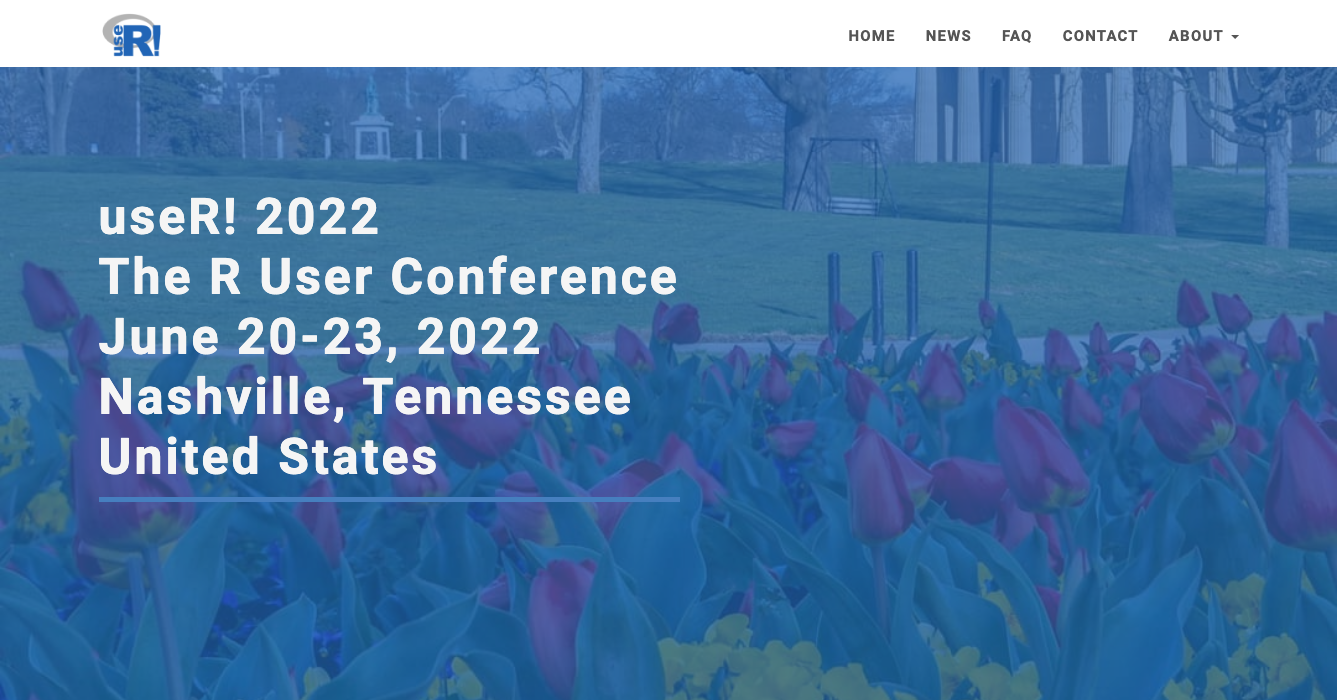 useR!
HOME NEWS FAQ CONTACT ABOUT
useR! 2022
The R User Conference
June 20-23, 2022
Nashville, Tennessee
United States